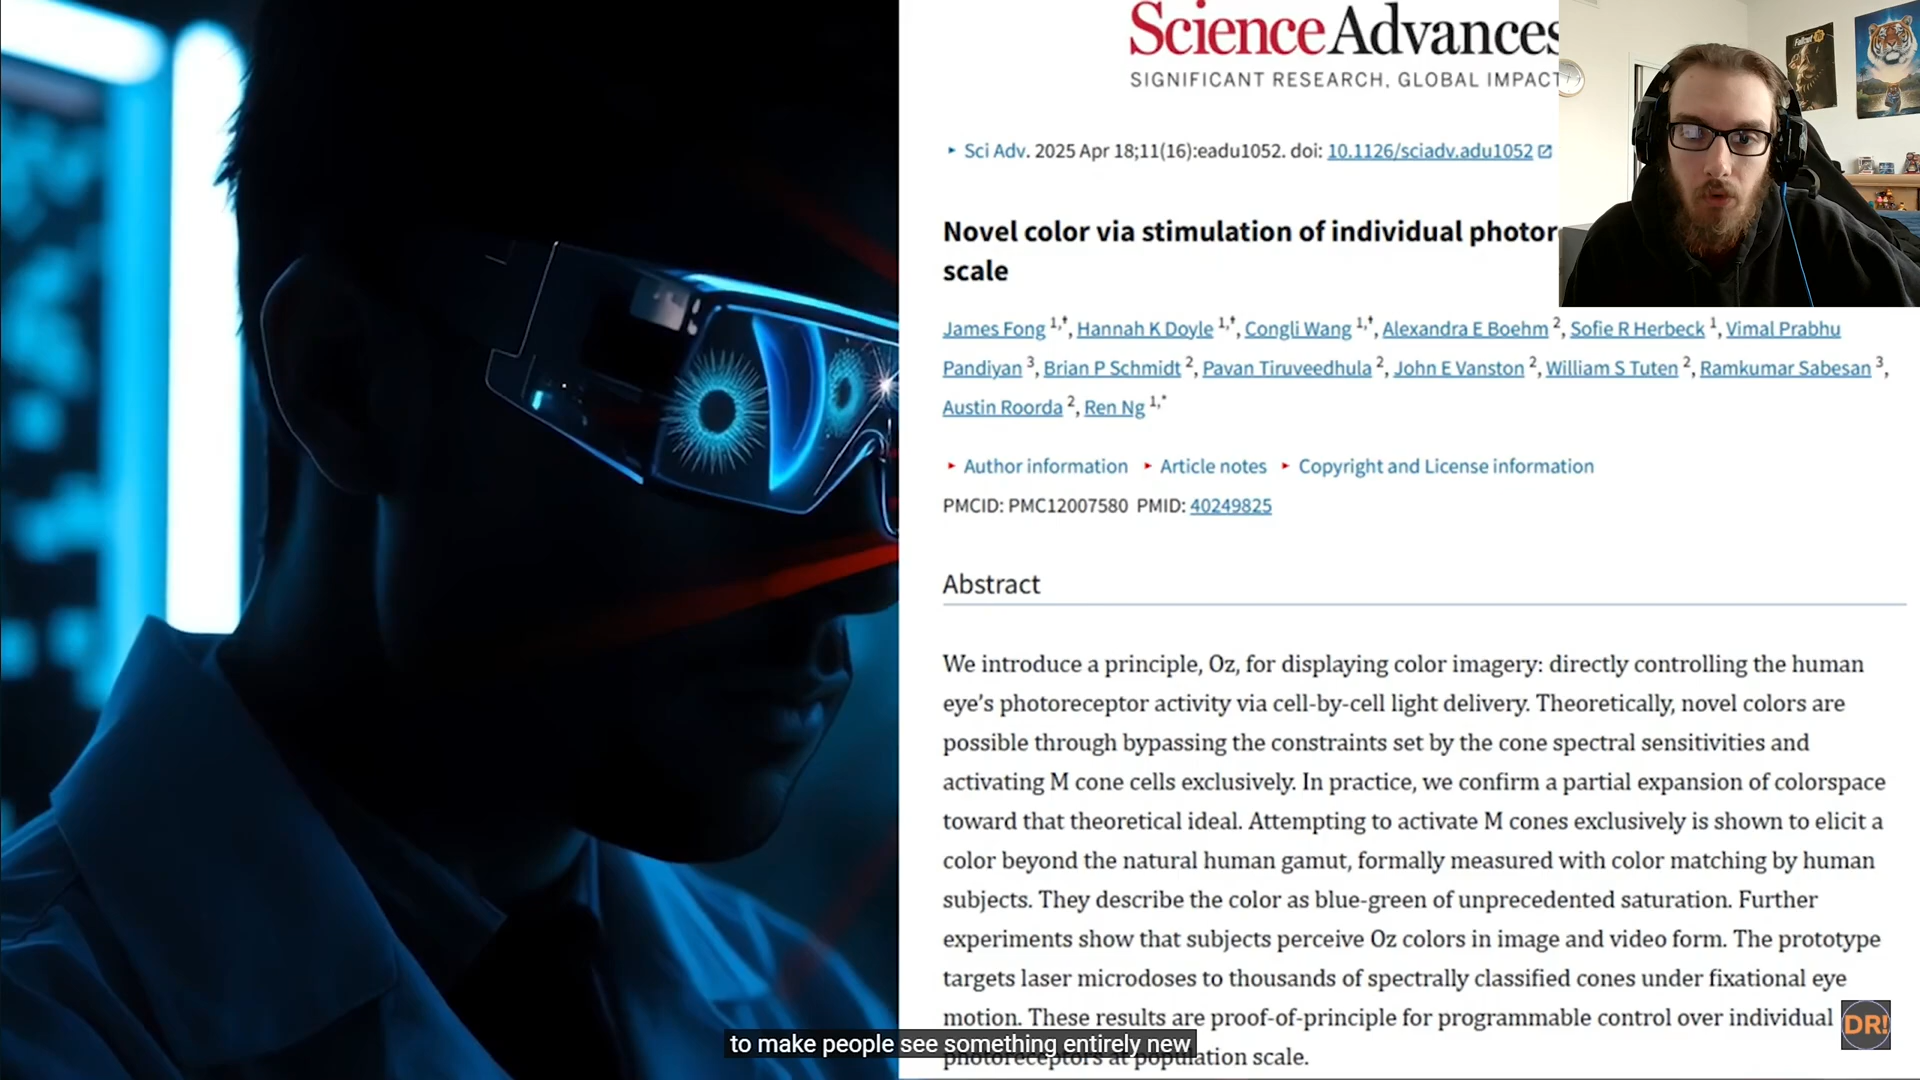 ScienceAdvances
SIGNIFICANT RESEARCH, GLOBAL IMPACT
Sci Adv. 2025 Apr 18;11(16):eadu1052. doi: 10.1126/sciadv.adu1052
Novel color via stimulation of individual photor
scale
James Fong 1,†, Hannah K Doyle 1,†, Congli Wang 1,†, Alexandra E Boehm 2, Sofie R Herbeck 1, Vimal Prabhu
Pandiyan 3, Brian P Schmidt 2, Pavan Tiruveedhula 2, John E Vanston 2, William S Tuten 2, Ramkumar Sabesan 3,
Austin Roorda 2, Ren Ng 1,*
Author information Article notes Copyright and License information
PMCID: PMC12007580 PMID: 40249825
Abstract
We introduce a principle, Oz, for displaying color imagery: directly controlling the human
eye's photoreceptor activity via cell-by-cell light delivery. Theoretically, novel colors are
possible through bypassing the constraints set by the cone spectral sensitivities and
activating M cone cells exclusively. In practice, we confirm a partial expansion of colorspace
toward that theoretical ideal. Attempting to activate M cones exclusively is shown to elicit a
color beyond the natural human gamut, formally measured with color matching by human
subjects. They describe the color as blue-green of unprecedented saturation. Further
experiments show that subjects perceive Oz colors in image and video form. The prototype
targets laser microdoses to thousands of spectrally classified cones under fixational eye
motion. These results are proof-of-principle for programmable control over individual
photoreceptors at population scale.
to make people see something entirely new
DR!
Fallout